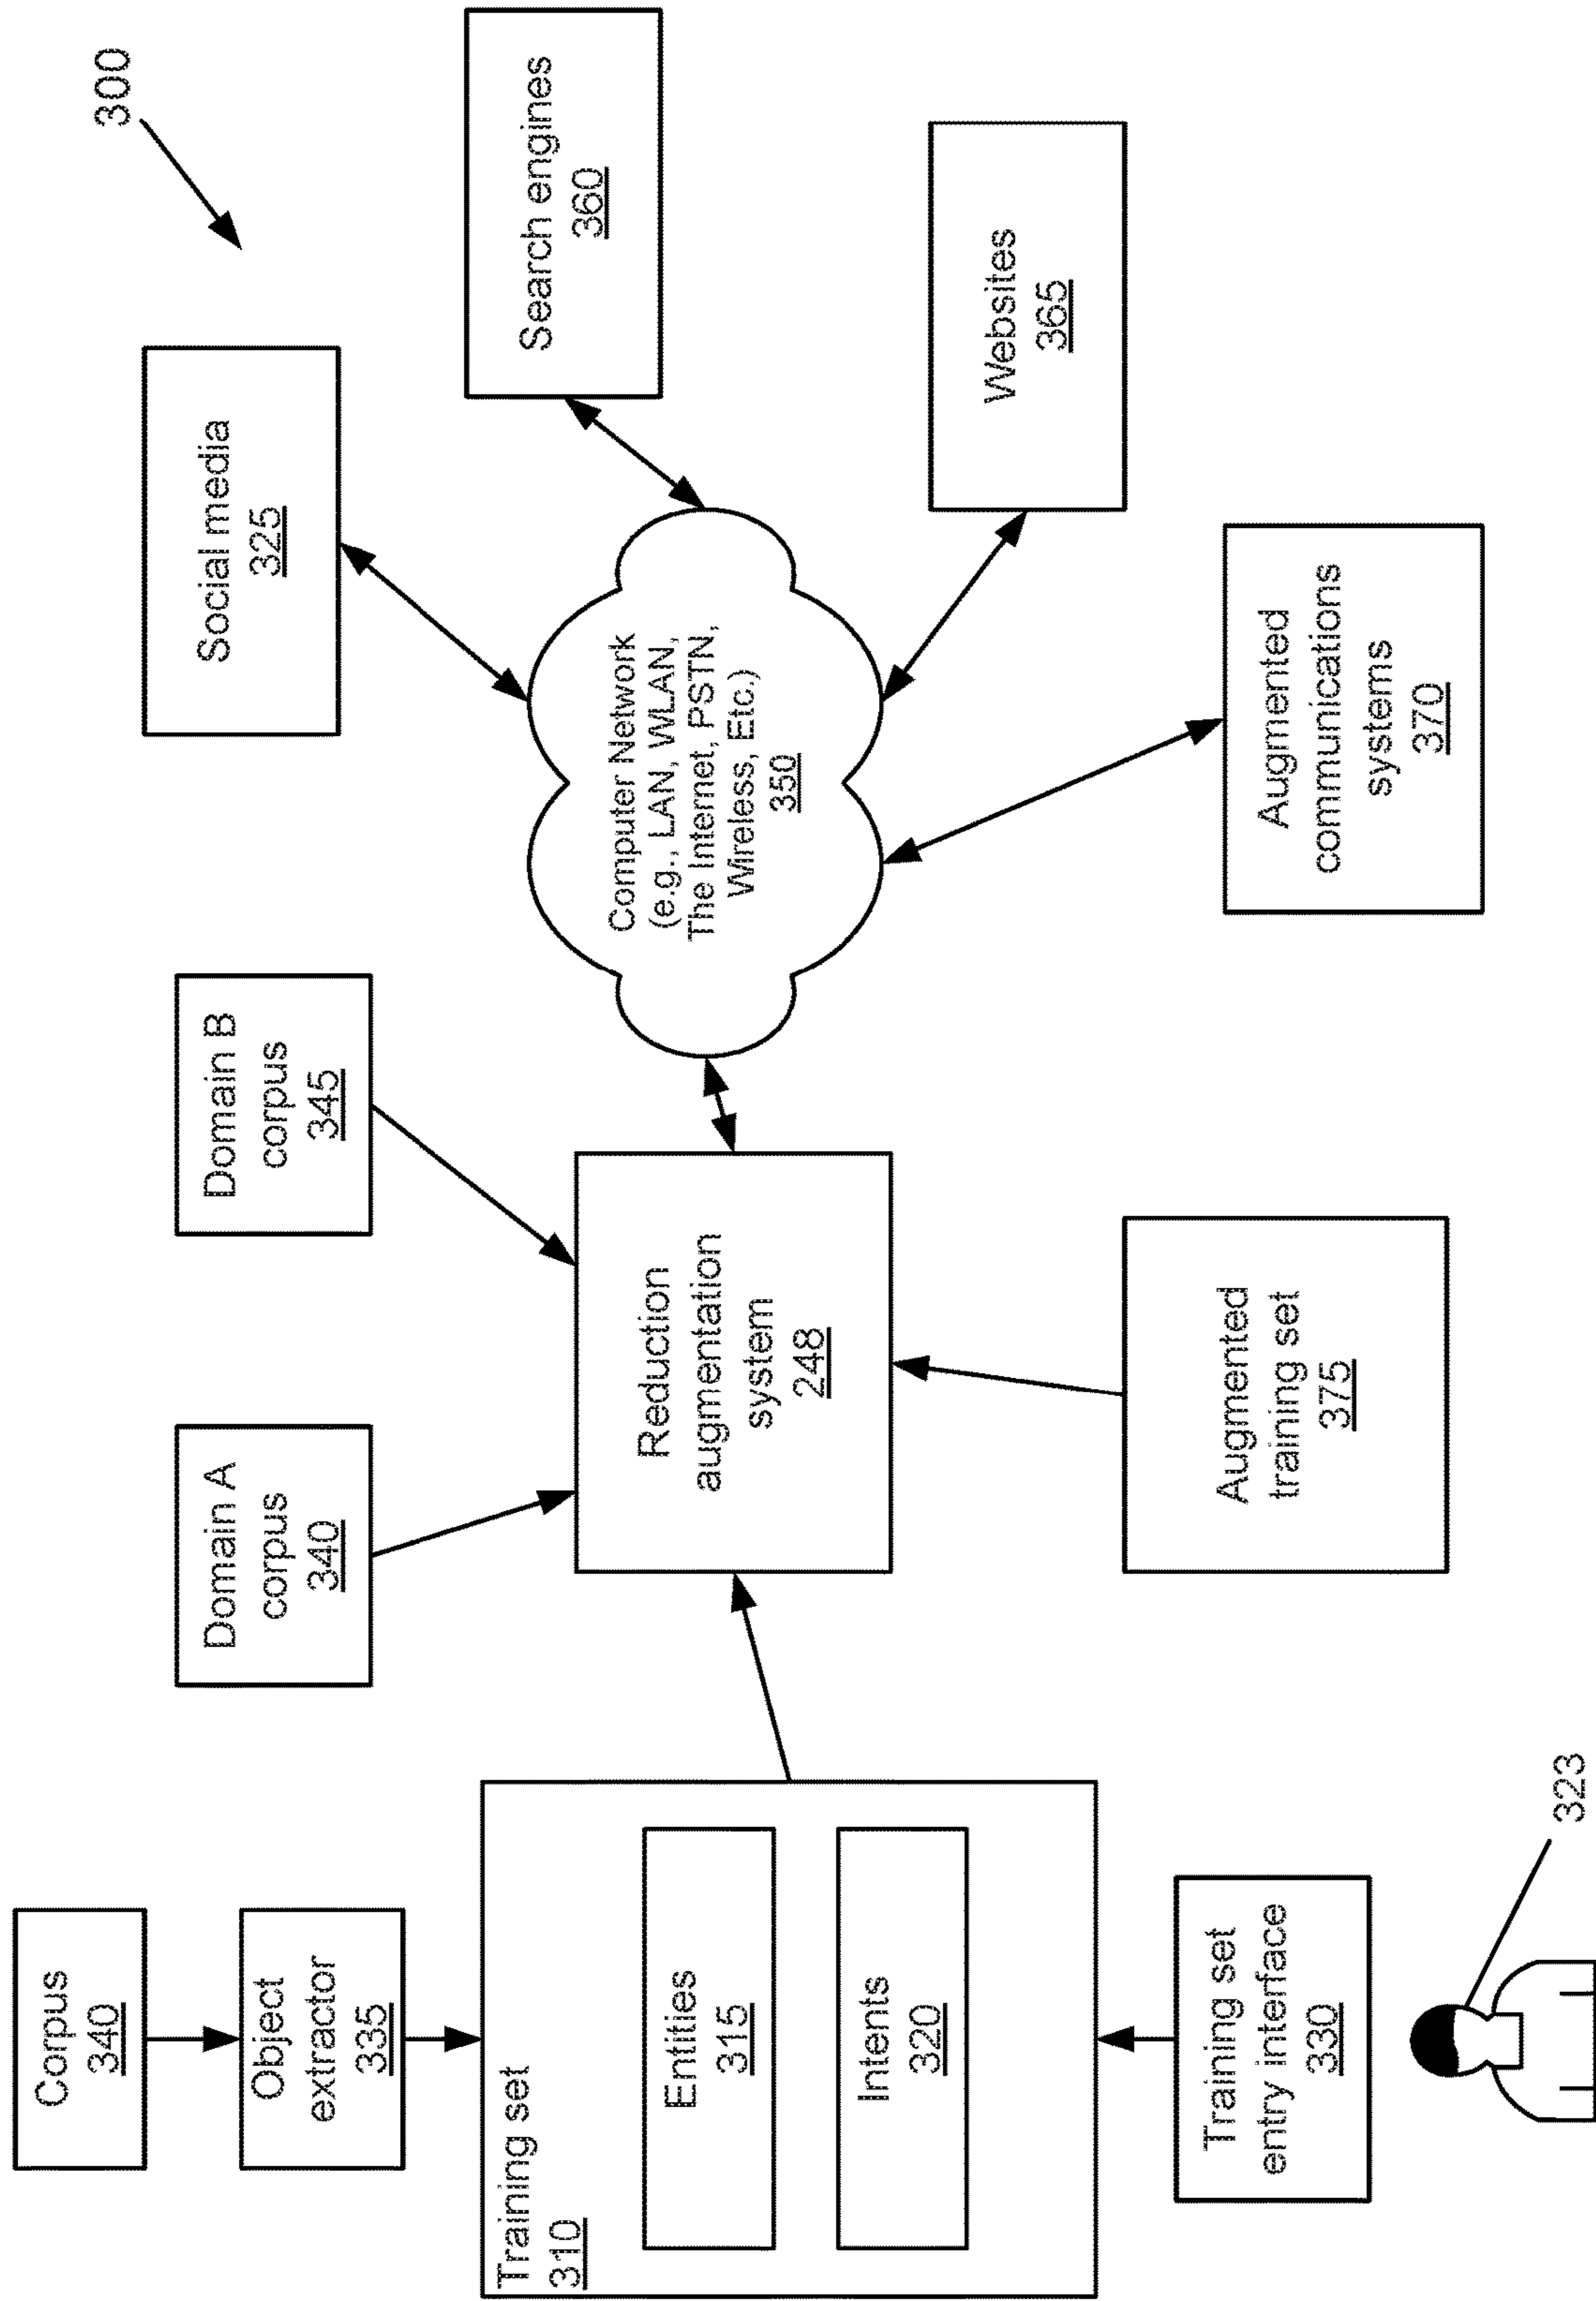 300
Corpus
340
Object
extractor
335
Training set
310
Entities
315
Intents
320
Training set
entry interface
330
323
Domain A
corpus
340
Domain B
corpus
345
Reduction
augmentation
system
248
Augmented
training set
375
Computer Network
(e.g., LAN, WLAN,
The Internet, PSTN,
Wireless, Etc.)
350
Social media
325
Search engines
360
Websites
365
Augmented
communications
systems
370